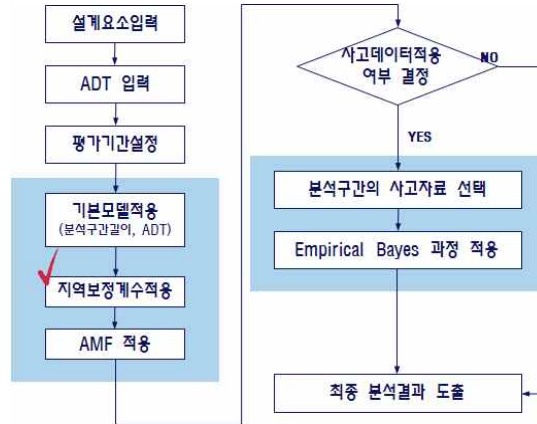 설계요소입력
ADT 입력
평가기간설정
기본모델적용
(분석구간길이, ADT)
지역보정계수적용
AMF 적용
사고데이터적용
여부 결정
NO
YES
분석구간의 사고자료 선택
Empirical Bayes 과정 적용
최종 분석결과 도출